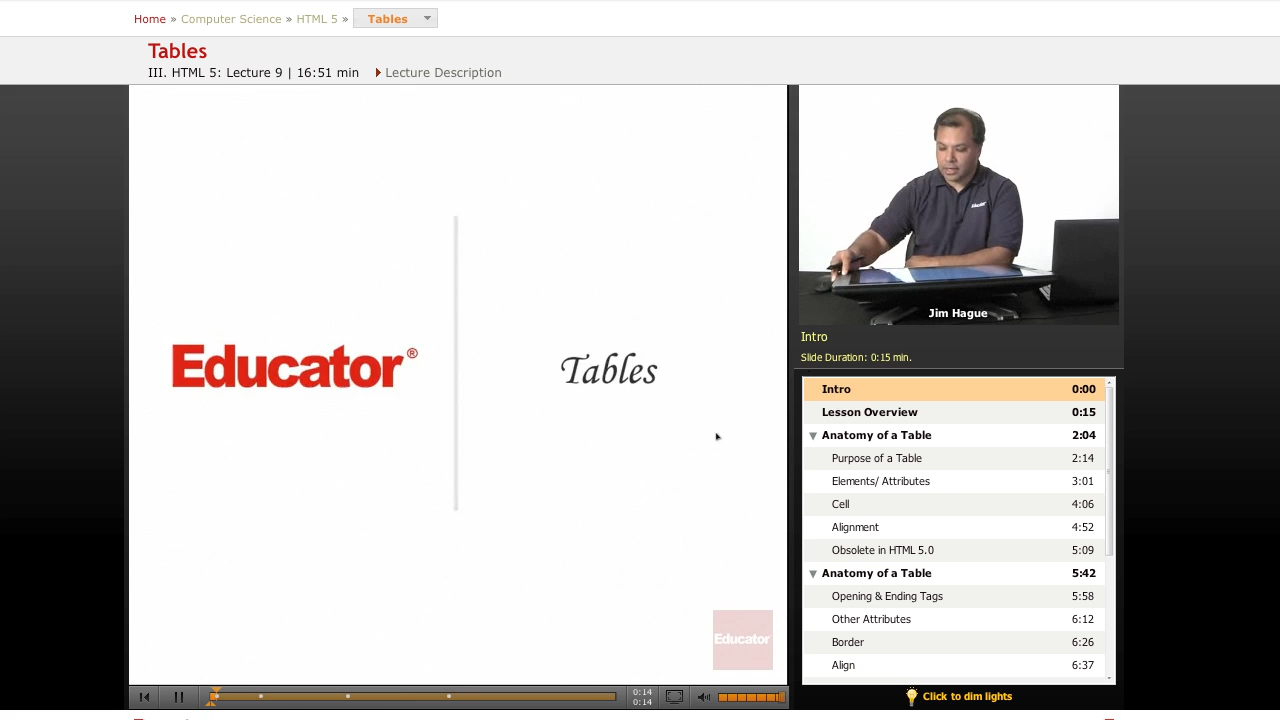 Home » Computer Science » HTML 5 » Tables
Tables
III. HTML 5: Lecture 9 | 16:51 min Lecture Description
Educator®
Tables
Educator
Educator
Jim Hague
Intro
Slide Duration: 0:15 min.
Intro 0:00
Lesson Overview 0:15
Anatomy of a Table 2:04
Purpose of a Table 2:14
Elements/ Attributes 3:01
Cell 4:06
Alignment 4:52
Obsolete in HTML 5.0 5:09
Anatomy of a Table 5:42
Opening & Ending Tags 5:58
Other Attributes 6:12
Border 6:26
Align 6:37
0:14
0:14
Click to dim lights